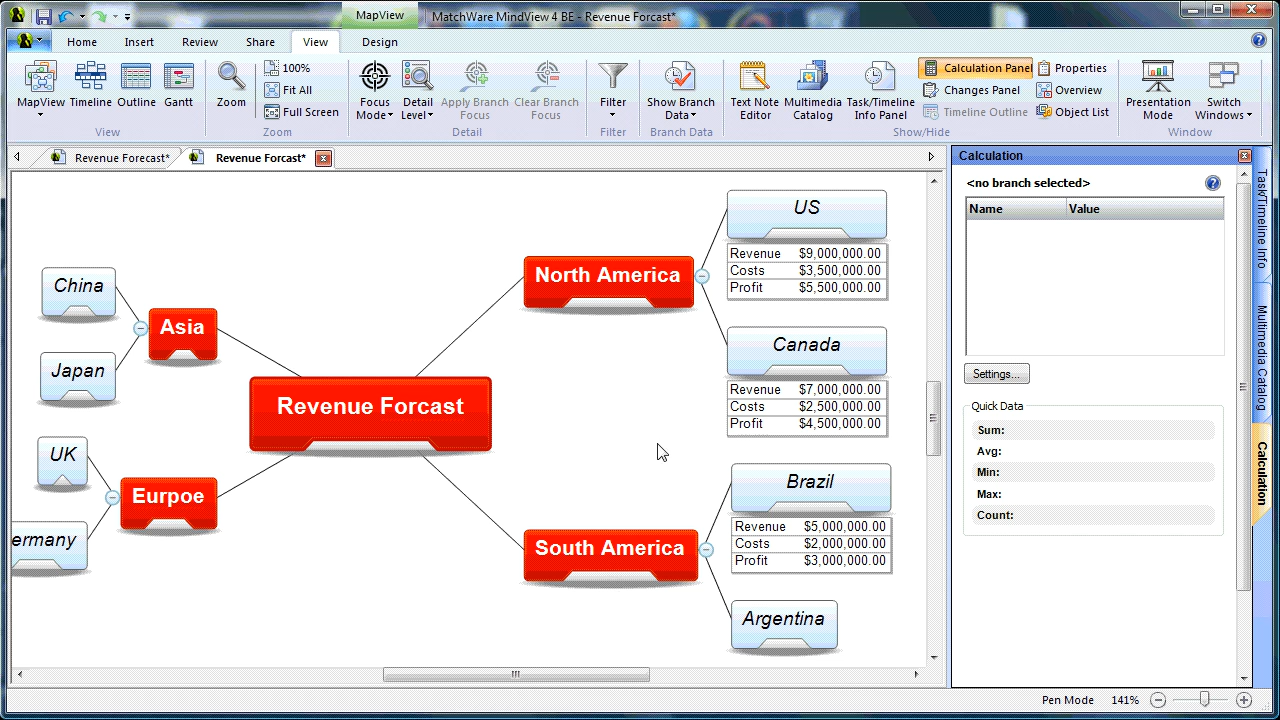 MapView
MatchWare MindView 4 BE - Revenue Forcast*
Home Insert Review Share View Design
MapView Timeline Outline Gantt
View
Zoom
100%
Fit All
Full Screen
Zoom
Focus Mode
Detail Level
Apply Branch Focus
Clear Branch Focus
Detail
Filter
Filter
Show Branch Data
Branch Data
Text Note Editor
Multimedia Catalog
Task/Timeline Info Panel
Calculation Panel
Changes Panel
Timeline Outline
Properties
Overview
Object List
Show/Hide
Presentation Mode
Switch Windows
Window
Revenue Forecast*
Revenue Forcast*
China
Japan
Asia
UK
ermany
Eurpoe
Revenue Forcast
North America
US
Revenue $9,000,000.00
Costs $3,500,000.00
Profit $5,500,000.00
Canada
Revenue $7,000,000.00
Costs $2,500,000.00
Profit $4,500,000.00
South America
Brazil
Revenue $5,000,000.00
Costs $2,000,000.00
Profit $3,000,000.00
Argentina
Calculation
<no branch selected>
Name Value
Settings...
Quick Data
Sum:
Avg:
Min:
Max:
Count:
Task/Timeline Info
Multimedia Catalog
Calculation
Pen Mode 141%